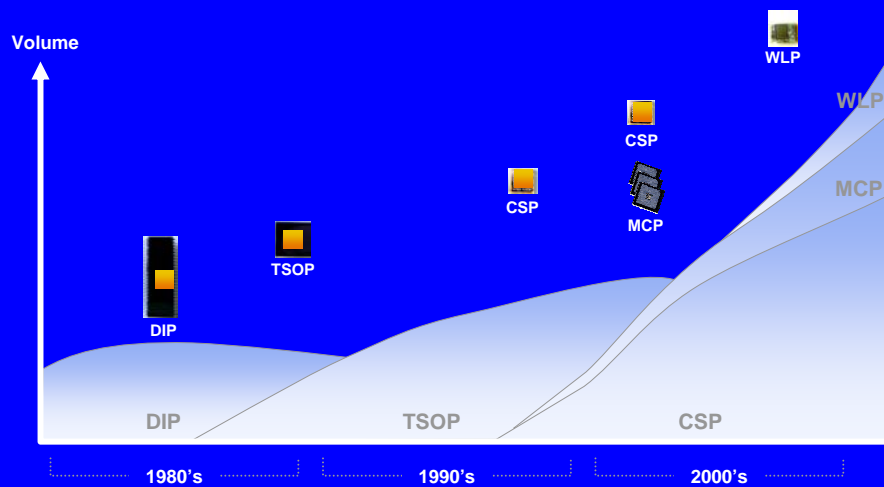 Volume
WLP
WLP
CSP
MCP
CSP
MCP
TSOP
DIP
DIP
TSOP
CSP
1980's
1990's
2000's